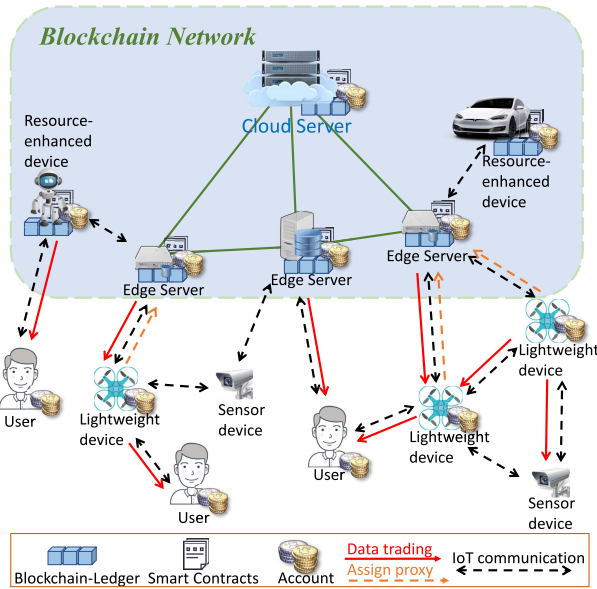 Blockchain Network
Cloud Server
Resource-
enhanced
device
Resource-
enhanced
device
Edge Server
Edge Server
Edge Server
User
Lightweight
device
Sensor
device
User
User
Lightweight
device
Lightweight
device
Sensor
device
Blockchain-Ledger
Smart Contracts
Account
Data trading
Assign proxy
IoT communication